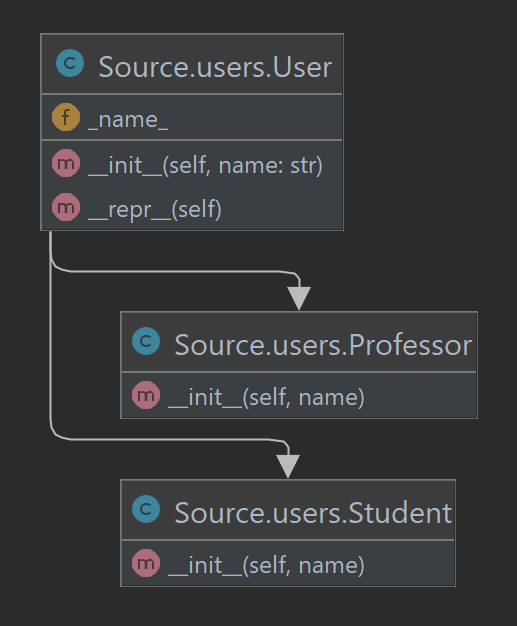 C Source.users.User
f _name_
m __init__(self, name: str)
m __repr__(self)
C Source.users.Professor
m __init__(self, name)
C Source.users.Student
m __init__(self, name)